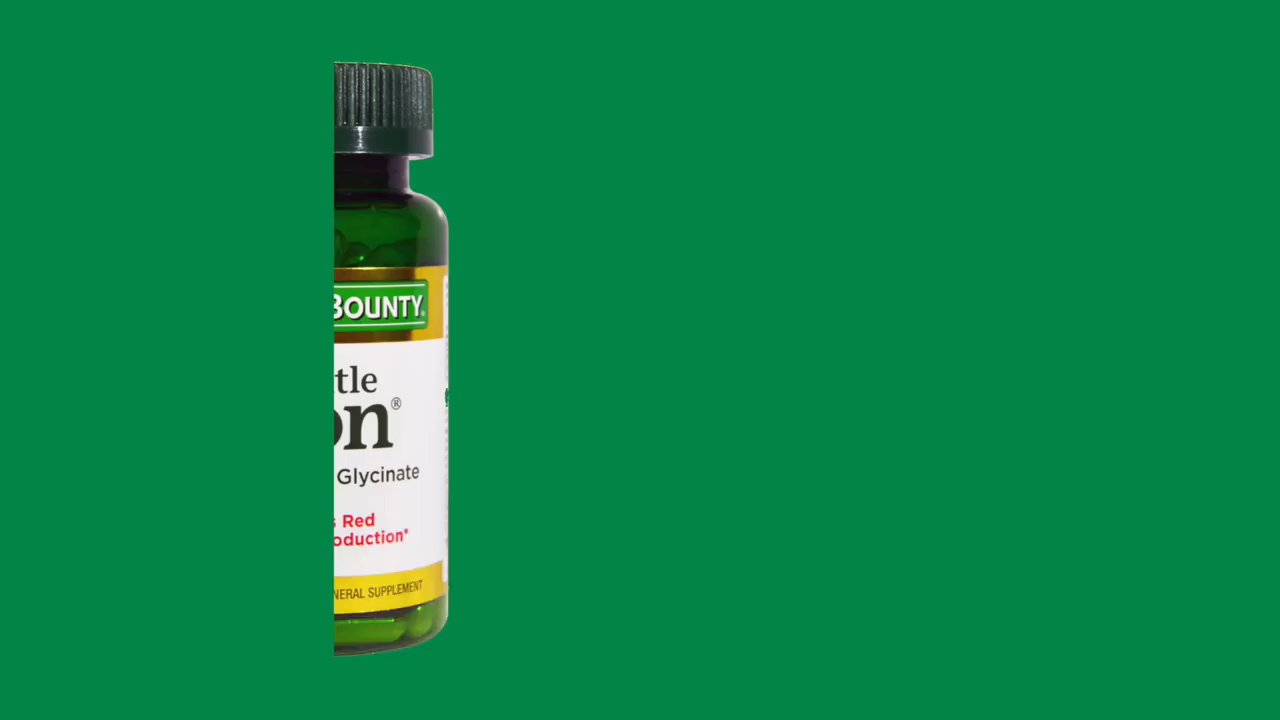 BOUNTY®
tle
on®
Glycinate
s Red
oduction*
NERAL SUPPLEMENT